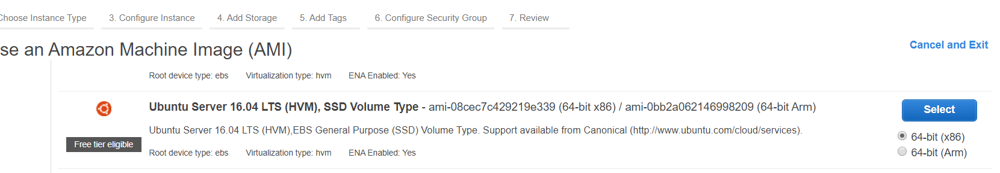 Choose Instance Type 3. Configure Instance 4. Add Storage 5. Add Tags 6. Configure Security Group 7. Review
se an Amazon Machine Image (AMI)
Cancel and Exit
Root device type: ebs Virtualization type: hvm ENA Enabled: Yes
Ubuntu Server 16.04 LTS (HVM), SSD Volume Type - ami-08cec7c429219e339 (64-bit x86) / ami-0bb2a062146998209 (64-bit Arm)
Select
Ubuntu Server 16.04 LTS (HVM),EBS General Purpose (SSD) Volume Type. Support available from Canonical (http://www.ubuntu.com/cloud/services).
Free tier eligible
Root device type: ebs Virtualization type: hvm ENA Enabled: Yes
64-bit (x86)
64-bit (Arm)